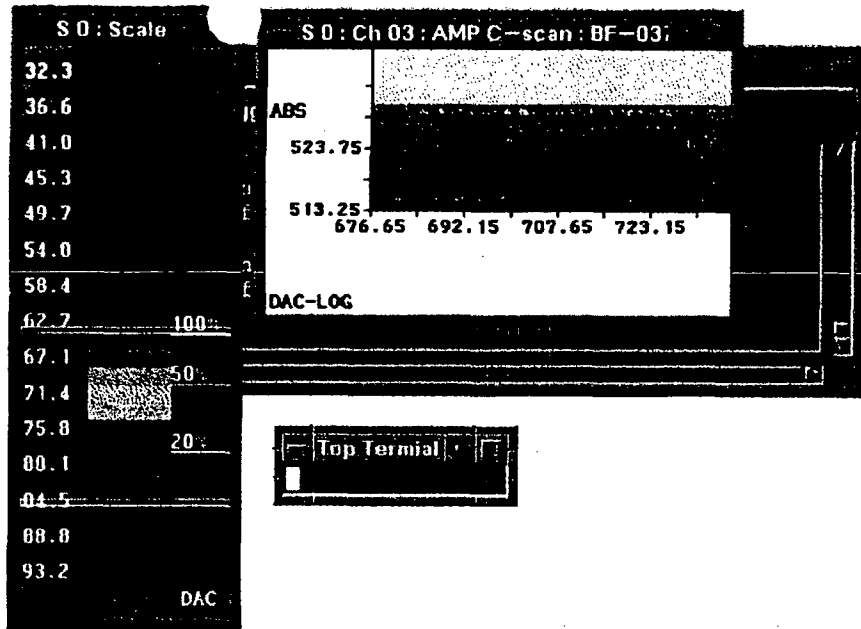 S 0 : Scale
32.3
36.6
41.0
45.3
49.7
54.0
58.4
62.7
67.1
71.4
75.8
80.1
84.5
88.8
93.2
100%
50%
20%
DAC
S 0 : Ch 03 : AMP C-scan : BF-03
ABS
523.75
513.25
676.65 692.15 707.65 723.15
DAC-LOG
Top Termial